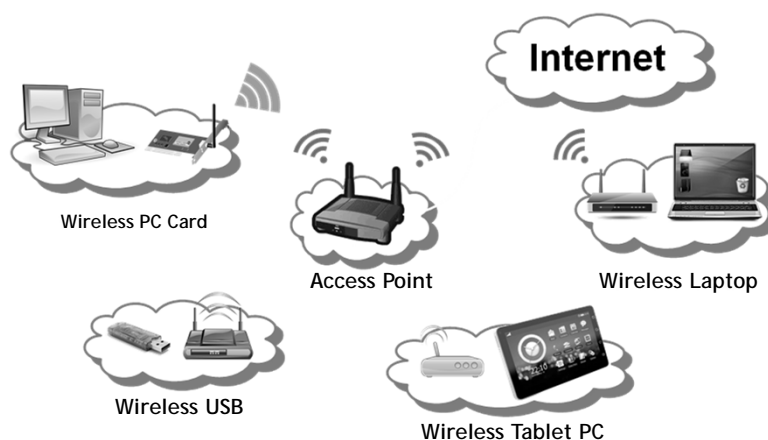 Internet
Wireless PC Card
Access Point
Wireless Laptop
Wireless USB
Wireless Tablet PC